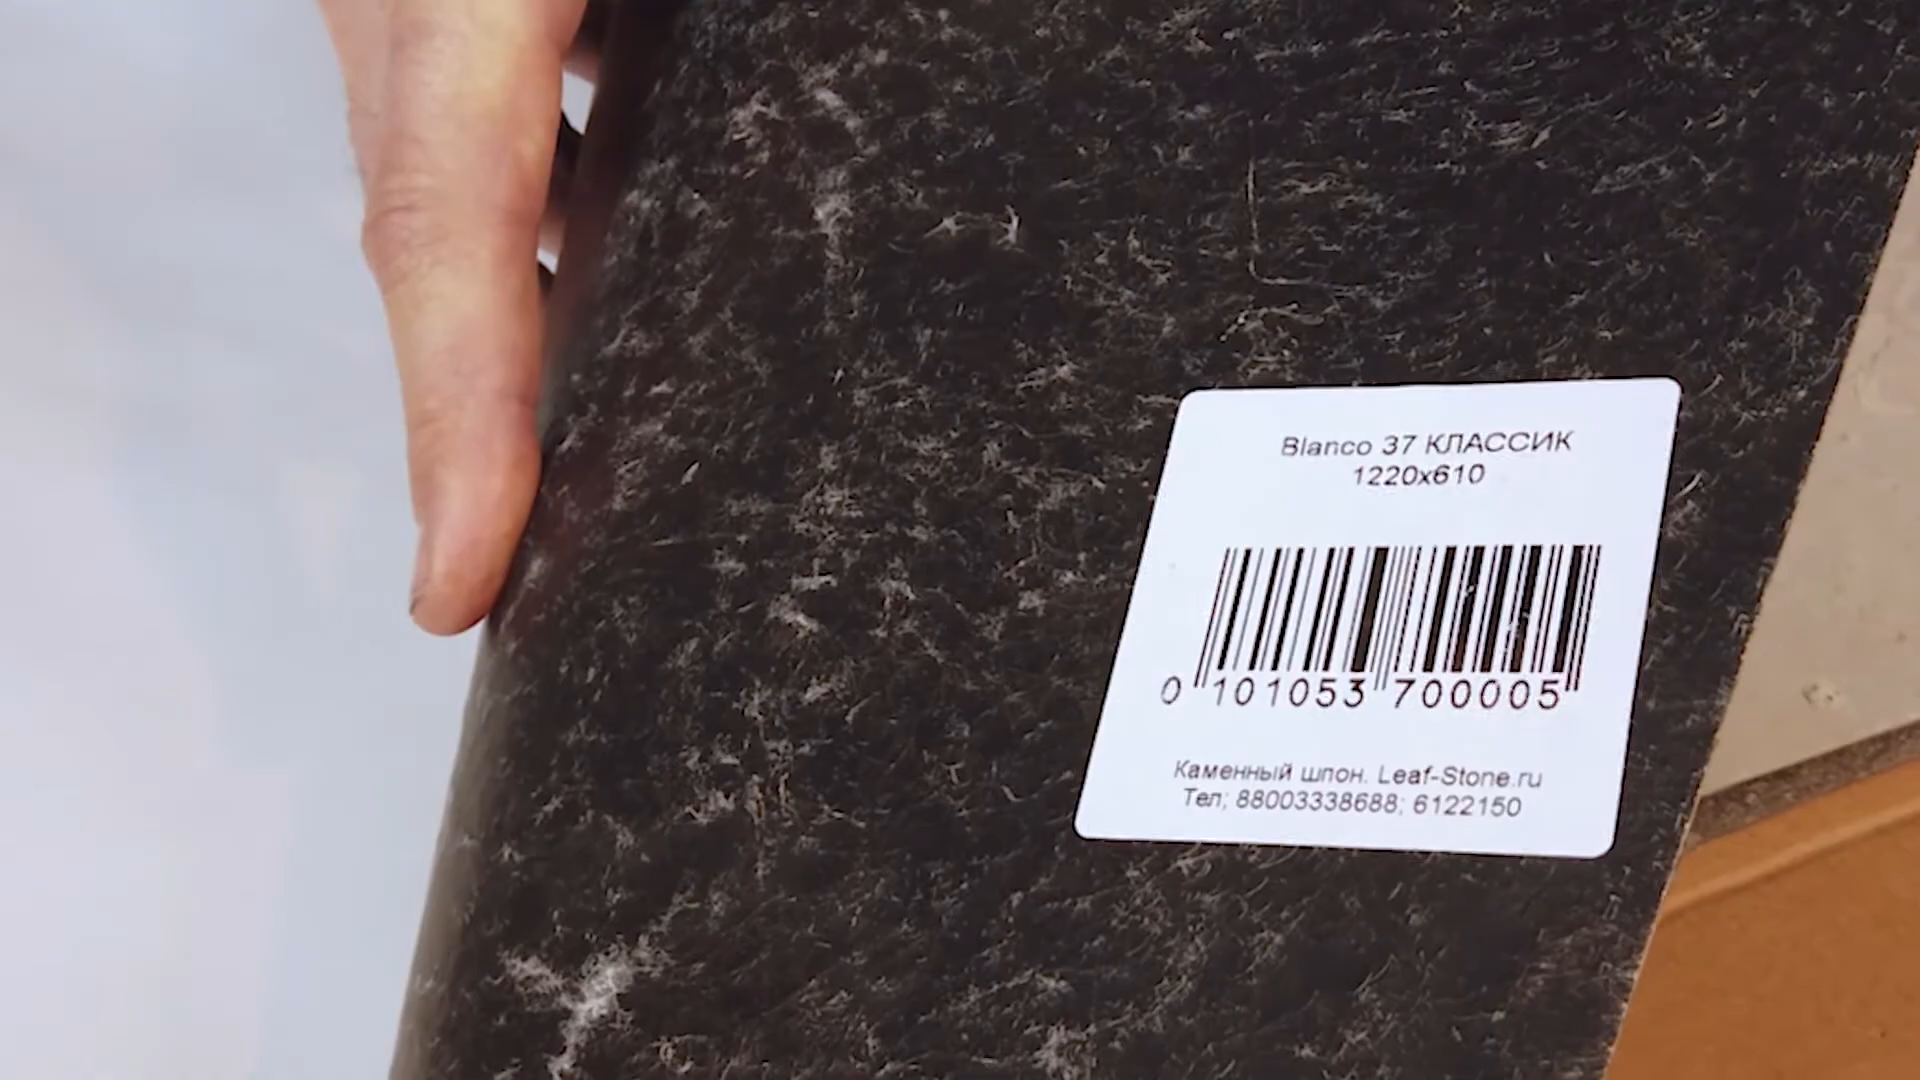 Blanco 37 КЛАССИК
1220x610
0 101053 700005
Каменный шпон. Leaf-Stone.ru
Тел; 88003338688; 6122150